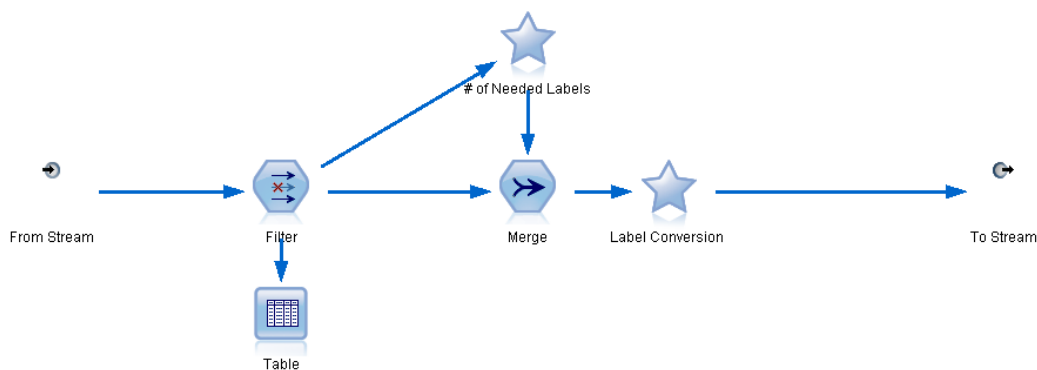 # of Needed Labels
From Stream
Filter
Merge
Label Conversion
To Stream
Table